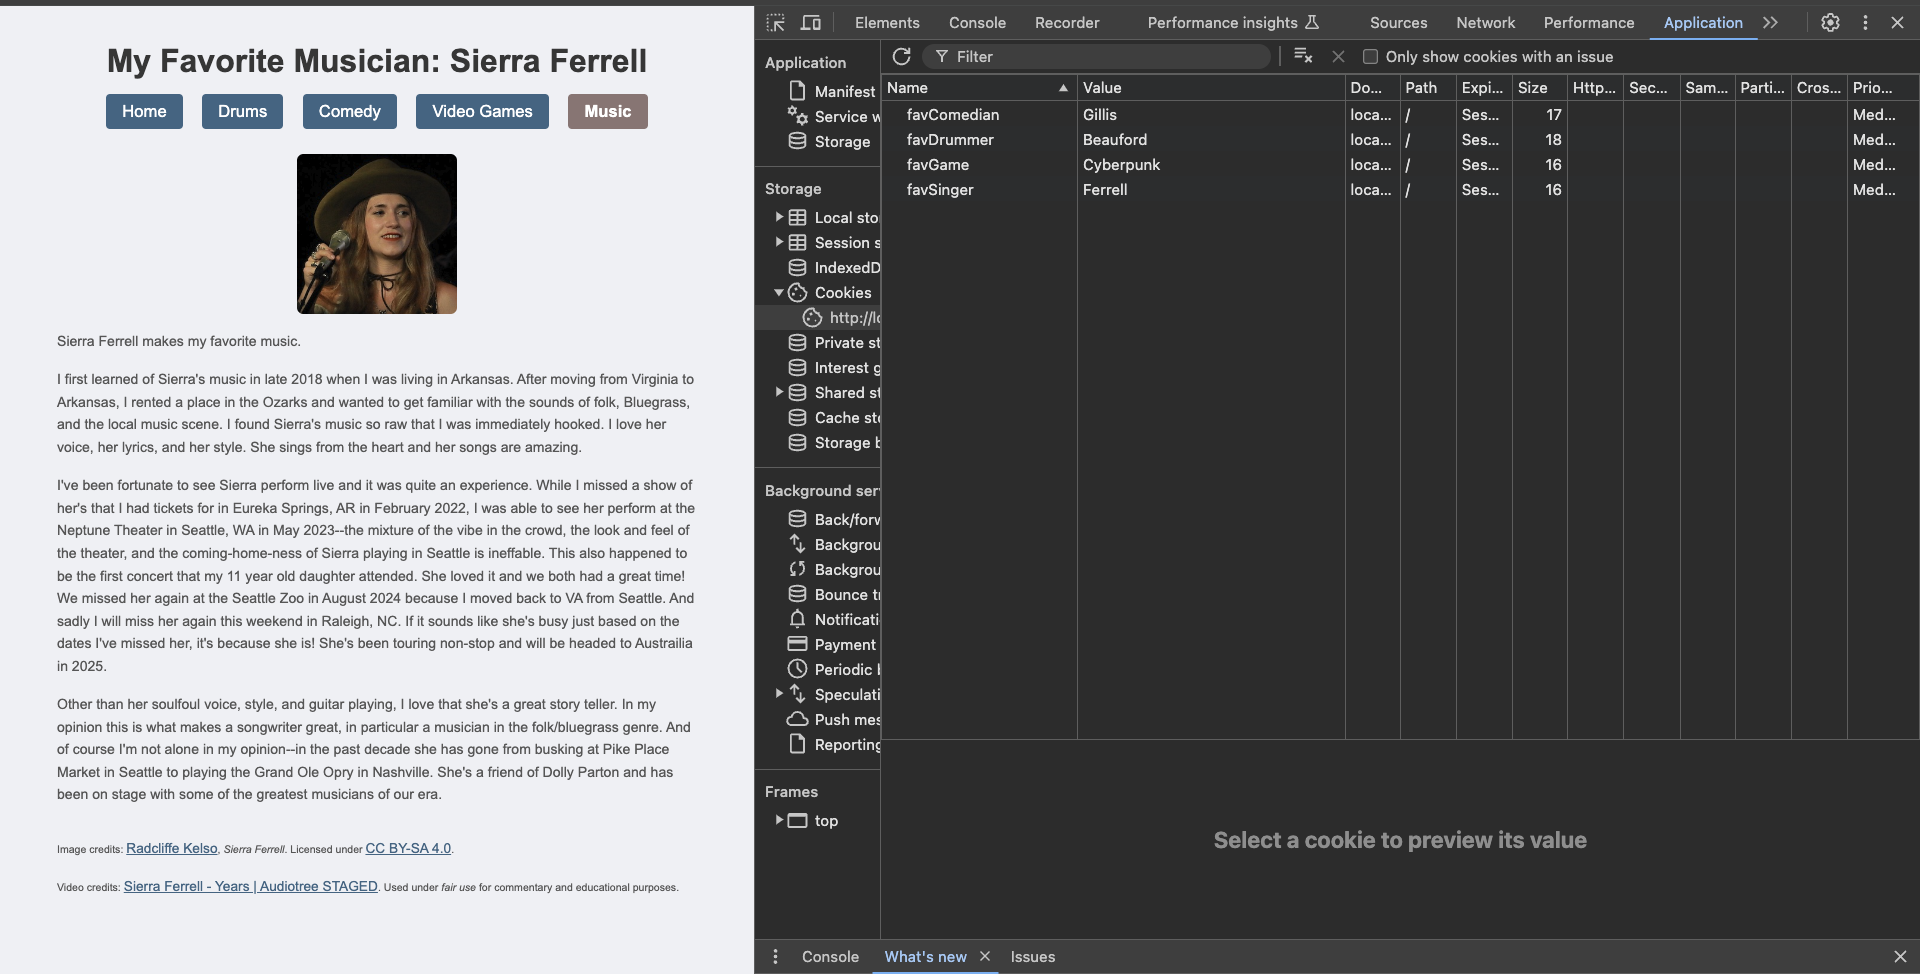 My Favorite Musician: Sierra Ferrell
Home Drums Comedy Video Games Music
Sierra Ferrell makes my favorite music.
I first learned of Sierra's music in late 2018 when I was living in Arkansas. After moving from Virginia to
Arkansas, I rented a place in the Ozarks and wanted to get familiar with the sounds of folk, Bluegrass,
and the local music scene. I found Sierra's music so raw that I was immediately hooked. I love her
voice, her lyrics, and her style. She sings from the heart and her songs are amazing.
I've been fortunate to see Sierra perform live and it was quite an experience. While I missed a show of
her's that I had tickets for in Eureka Springs, AR in February 2022, I was able to see her perform at the
Neptune Theater in Seattle, WA in May 2023--the mixture of the vibe in the crowd, the look and feel of
the theater, and the coming-home-ness of Sierra playing in Seattle is ineffable. This also happened to
be the first concert that my 11 year old daughter attended. She loved it and we both had a great time!
We missed her again at the Seattle Zoo in August 2024 because I moved back to VA from Seattle. And
sadly I will miss her again this weekend in Raleigh, NC. If it sounds like she's busy just based on the
dates I've missed her, it's because she is! She's been touring non-stop and will be headed to Austrailia
in 2025.
Other than her soulfoul voice, style, and guitar playing, I love that she's a great story teller. In my
opinion this is what makes a songwriter great, in particular a musician in the folk/bluegrass genre. And
of course I'm not alone in my opinion--in the past decade she has gone from busking at Pike Place
Market in Seattle to playing the Grand Ole Opry in Nashville. She's a friend of Dolly Parton and has
been on stage with some of the greatest musicians of our era.
Image credits: Radcliffe Kelso, Sierra Ferrell. Licensed under CC BY-SA 4.0.
Video credits: Sierra Ferrell - Years | Audiotree STAGED. Used under fair use for commentary and educational purposes.
Elements Console Recorder Performance insights Sources Network Performance Application
Application
Manifest
Service w
Storage
Storage
Local sto
Session s
IndexedD
Cookies
http://lo
Private st
Interest g
Shared st
Cache sto
Storage b
Background ser
Back/forw
Backgrou
Backgrou
Bounce tr
Notificati
Payment
Periodic
Speculati
Push mes
Reporting
Frames
top
Filter Only show cookies with an issue
Name Value Do... Path Expi... Size Http... Sec... Sam... Parti... Cros... Prio...
favComedian Gillis loca... / Ses... 17 Med...
favDrummer Beauford loca... / Ses... 18 Med...
favGame Cyberpunk loca... / Ses... 16 Med...
favSinger Ferrell loca... / Ses... 16 Med...
Select a cookie to preview its value
Console What's new Issues